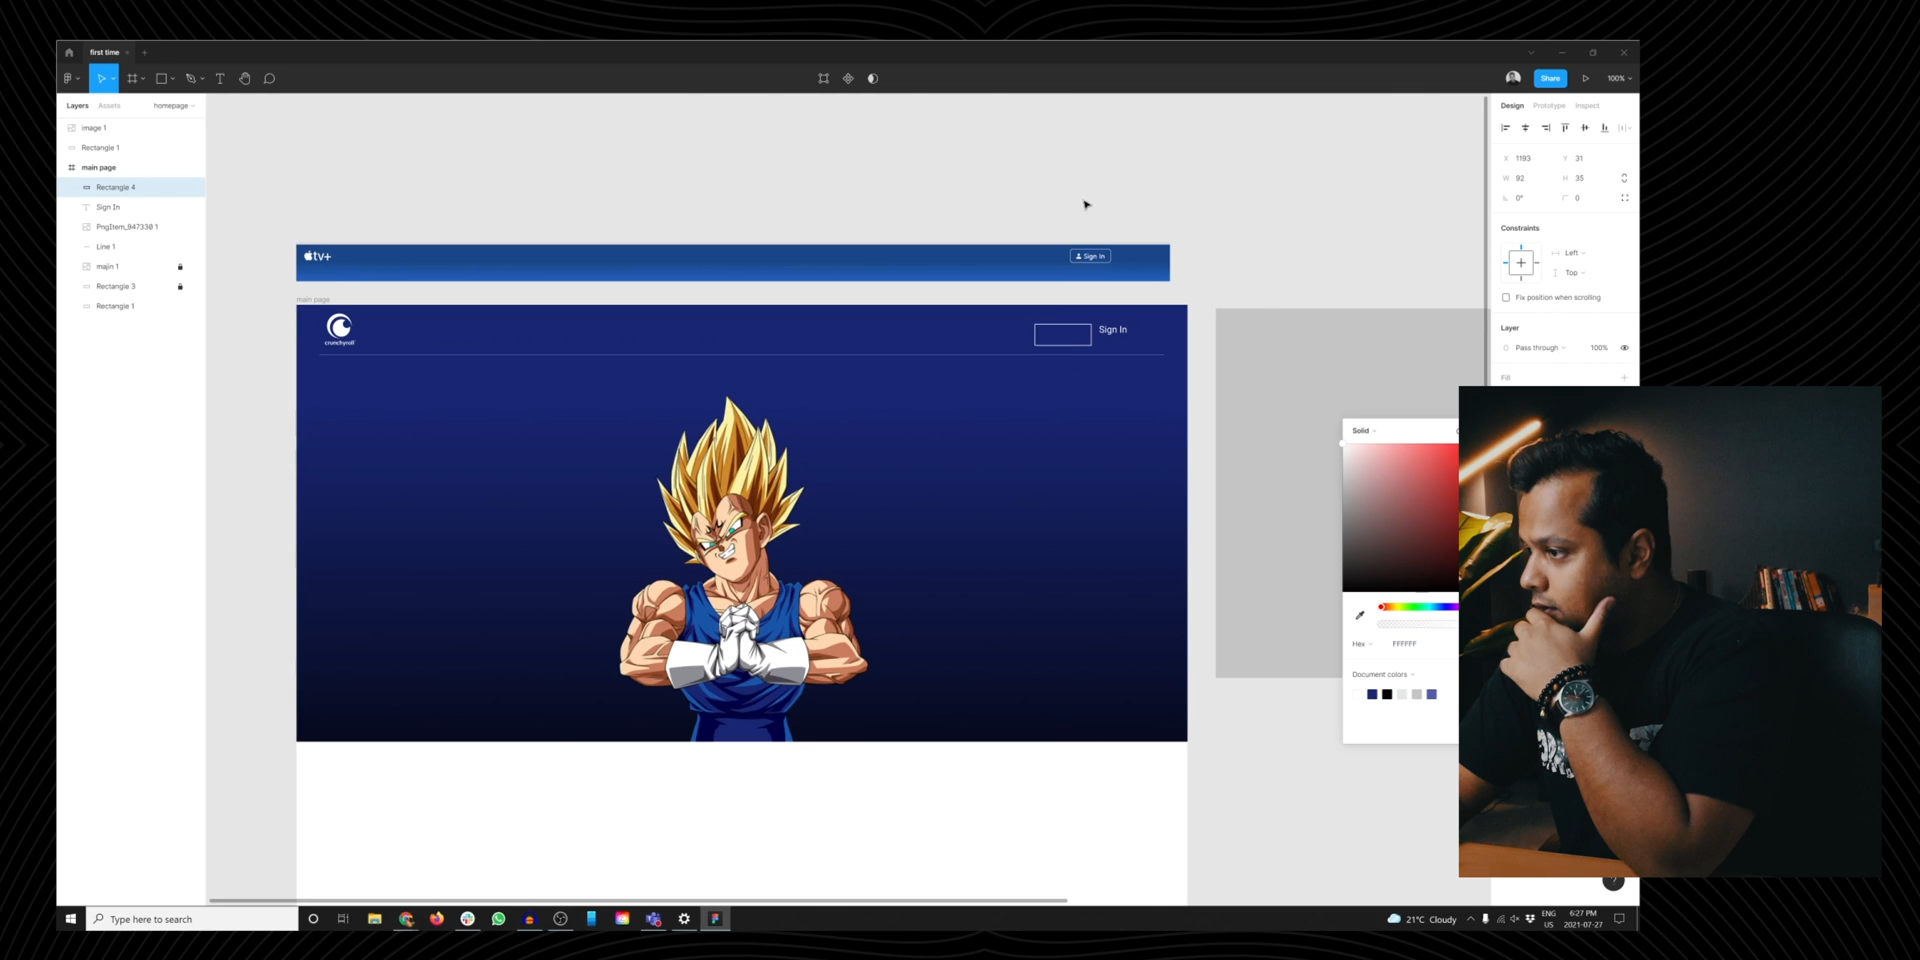 first time
Share
100%
Layers
Assets
homepage
Design
Prototype
Inspect
image 1
Rectangle 1
main page
Rectangle 4
Sign In
PngItem_947330 1
Line 1
majin 1
Rectangle 3
Rectangle 1
X 1193
Y 31
W 92
H 35
0°
0
Constraints
Left
Top
Fix position when scrolling
Layer
Pass through
100%
Fill
tv+
Sign In
main page
crunchyroll
Sign In
Solid
Hex
FFFFFF
Document colors
Type here to search
21°C Cloudy
ENG
US
6:27 PM
2021-07-27